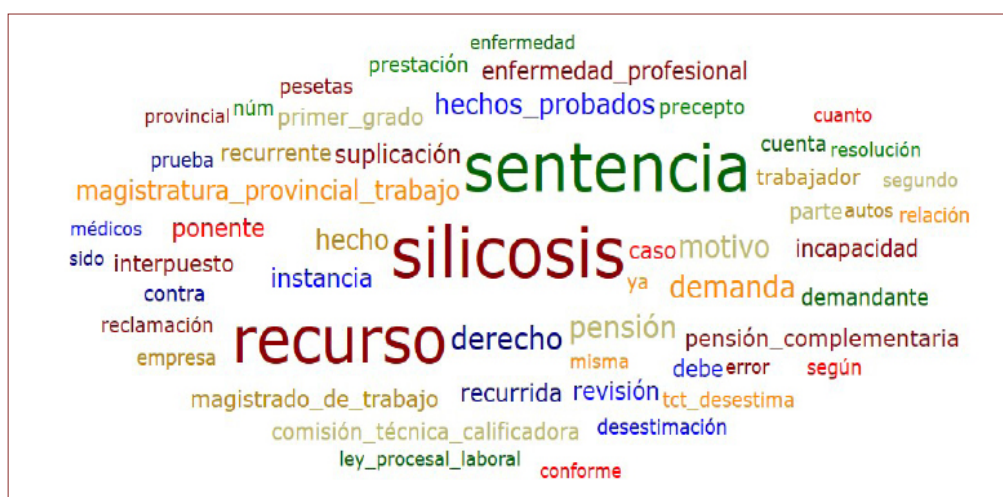 enfermedad
prestación enfermedad_profesional
pesetas
provincial núm primer_grado hechos_probados precepto cuanto
prueba recurrente suplicación sentencia cuenta resolución
magistratura_provincial_trabajo trabajador segundo
médicos ponente hecho silicosis caso motivo parte autos relación
sido interpuesto instancia ya demanda incapacidad
contra demandante
reclamación recurso derecho pensión pensión_complementaria
empresa misma debe error según
magistrado_de_trabajo recurrida revisión tct_desestima
comisión_técnica_calificadora desestimación
ley_procesal_laboral conforme